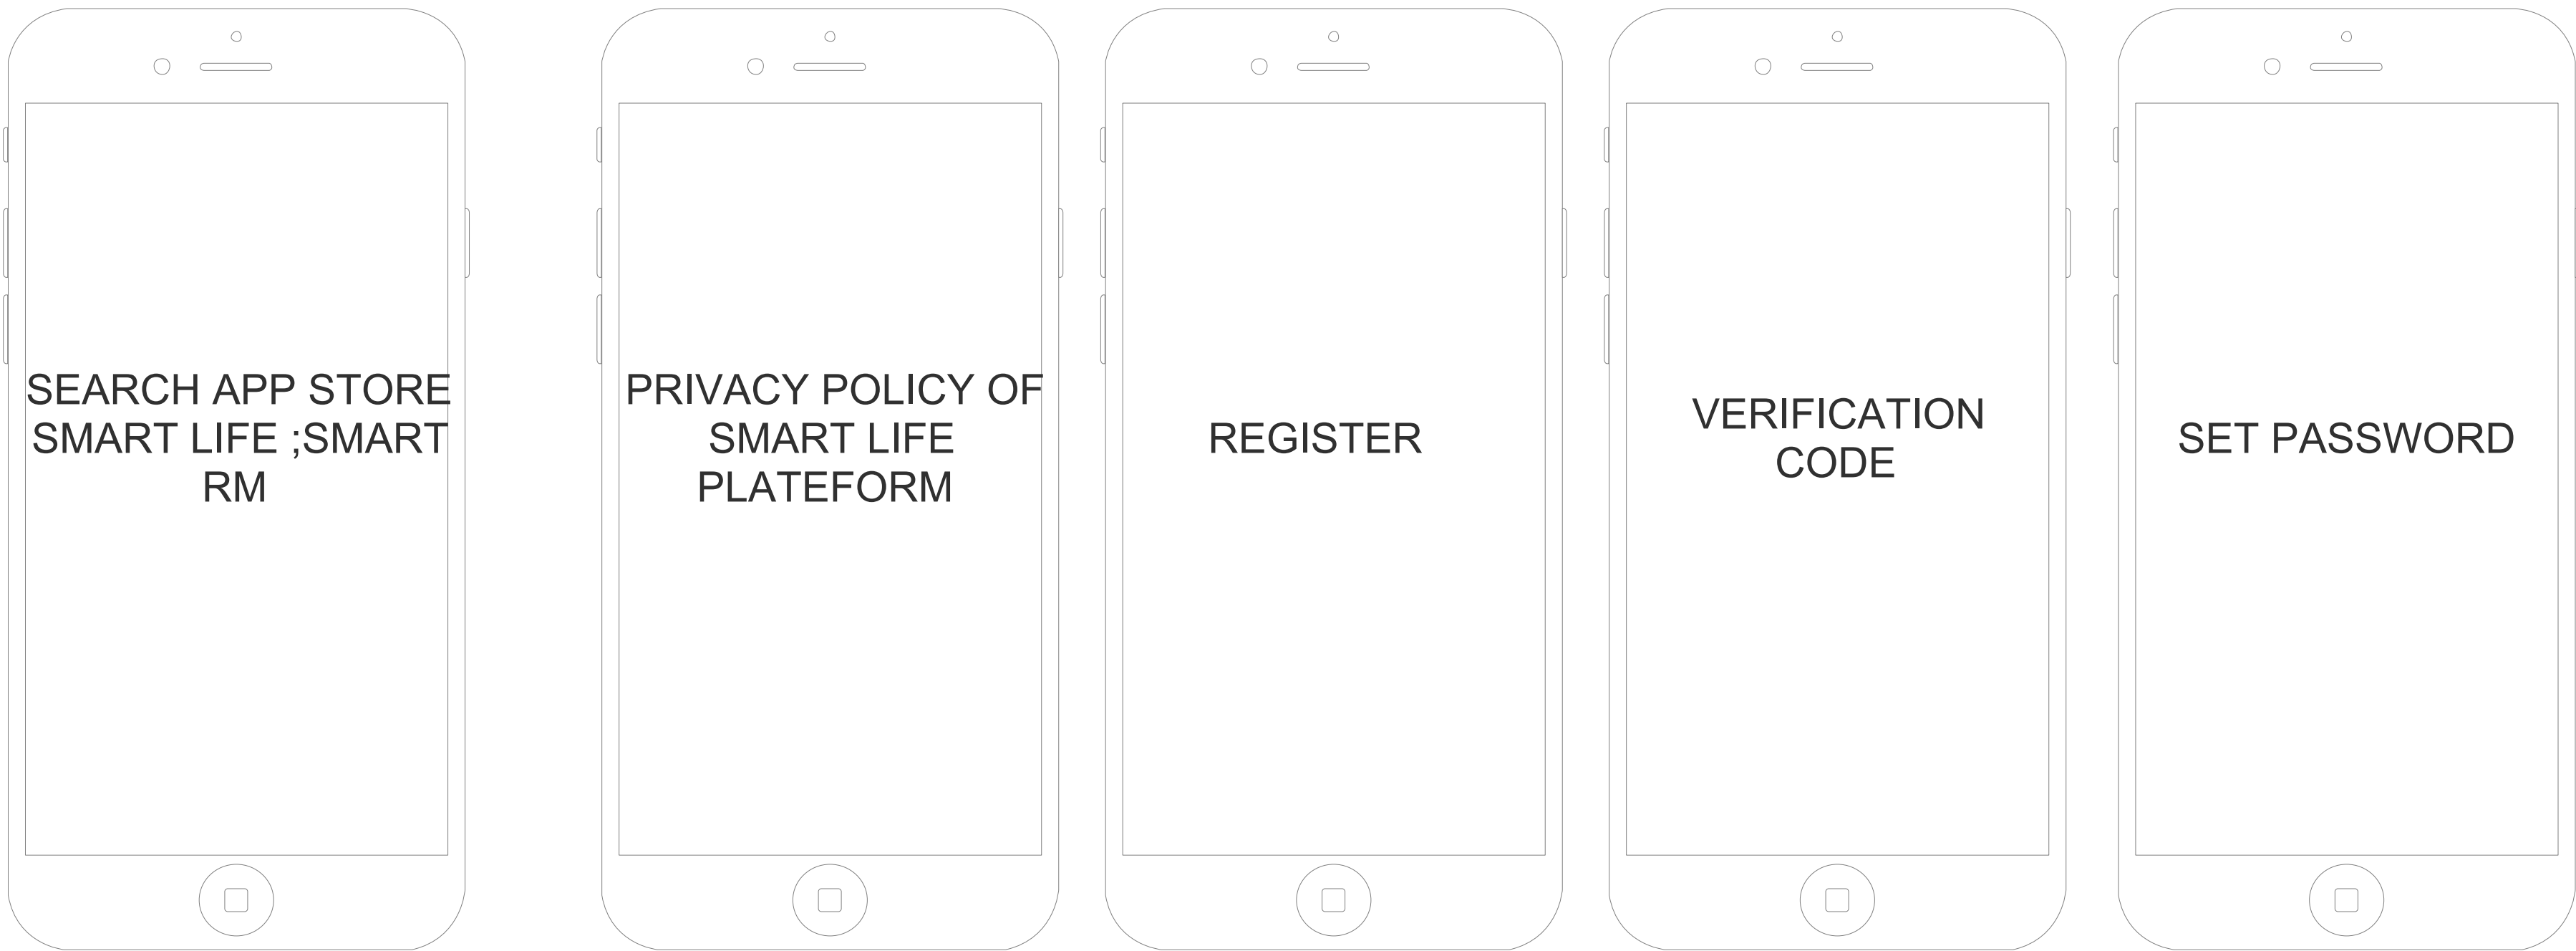 SEARCH APP STORE
SMART LIFE ;SMART
RM
PRIVACY POLICY OF
SMART LIFE
PLATEFORM
REGISTER
VERIFICATION
CODE
SET PASSWORD